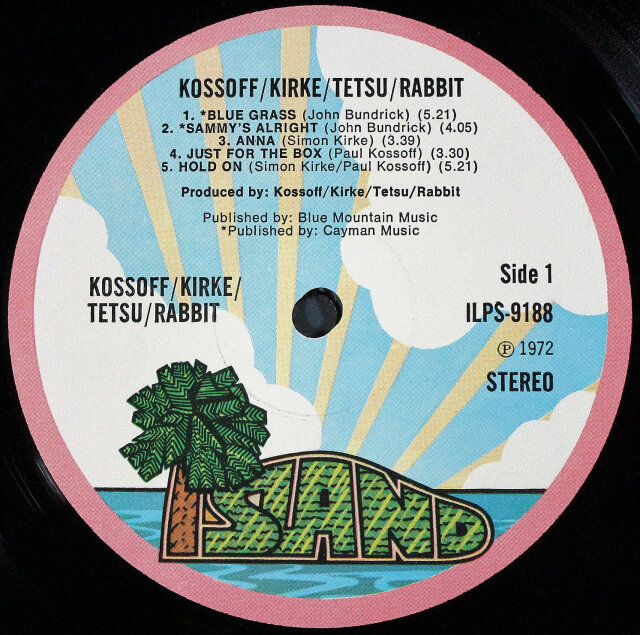 KOSSOFF/KIRKE/TETSU/RABBIT
1. *BLUE GRASS (John Bundrick) (5.21)
2. *SAMMY'S ALRIGHT (John Bundrick) (4.05)
3. ANNA (Simon Kirke) (3.39)
4. JUST FOR THE BOX (Paul Kossoff) (3.30)
5. HOLD ON (Simon Kirke/Paul Kossoff) (5.21)
Produced by: Kossoff/Kirke/Tetsu/Rabbit
Published by: Blue Mountain Music
*Published by: Cayman Music
KOSSOFF/KIRKE/
TETSU/RABBIT
Side 1
ILPS-9188
℗ 1972
STEREO
ISLAND